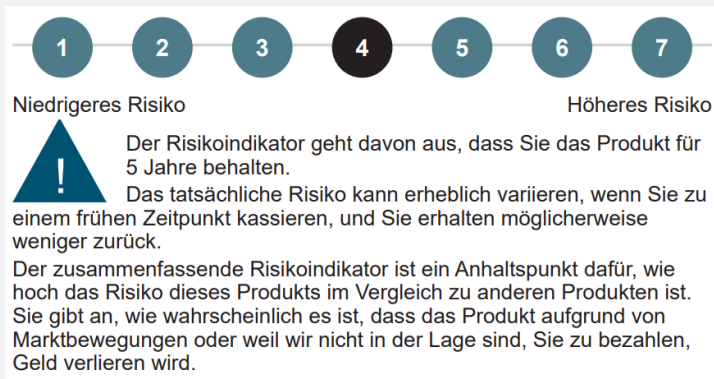 1 2 3 4 5 6 7
Niedrigeres Risiko Höheres Risiko
!
Der Risikoindikator geht davon aus, dass Sie das Produkt für
5 Jahre behalten.
Das tatsächliche Risiko kann erheblich variieren, wenn Sie zu
einem frühen Zeitpunkt kassieren, und Sie erhalten möglicherweise
weniger zurück.
Der zusammenfassende Risikoindikator ist ein Anhaltspunkt dafür, wie
hoch das Risiko dieses Produkts im Vergleich zu anderen Produkten ist.
Sie gibt an, wie wahrscheinlich es ist, dass das Produkt aufgrund von
Marktbewegungen oder weil wir nicht in der Lage sind, Sie zu bezahlen,
Geld verlieren wird.